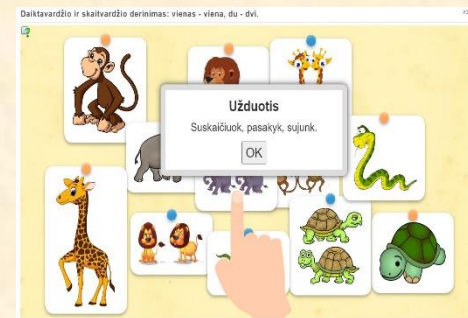 Daiktavardžio ir skaitvardžio derinimas: vienas - viena, du - dvi.
Užduotis
Suskaičiuok, pasakyk, sujunk.
OK